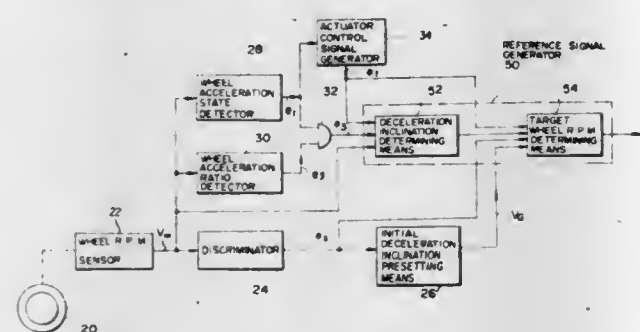 ACTUATOR
CONTROL
SIGNAL
GENERATOR
34
28
REFERENCE SIGNAL
GENERATOR
50
WHEEL
ACCELERATION
STATE
DETECTOR
32
52
54
DECELERATION
INCLINATION
DETERMINING
MEANS
TARGET
WHEEL R.P.M
DETERMINING
MEANS
30
WHEEL
ACCELERATION
RATIO
DETECTOR
22
WHEEL R.P.M
SENSOR
DISCRIMINATOR
24
INITIAL
DECELERATION
INCLINATION
PRESETTING
MEANS
26
20